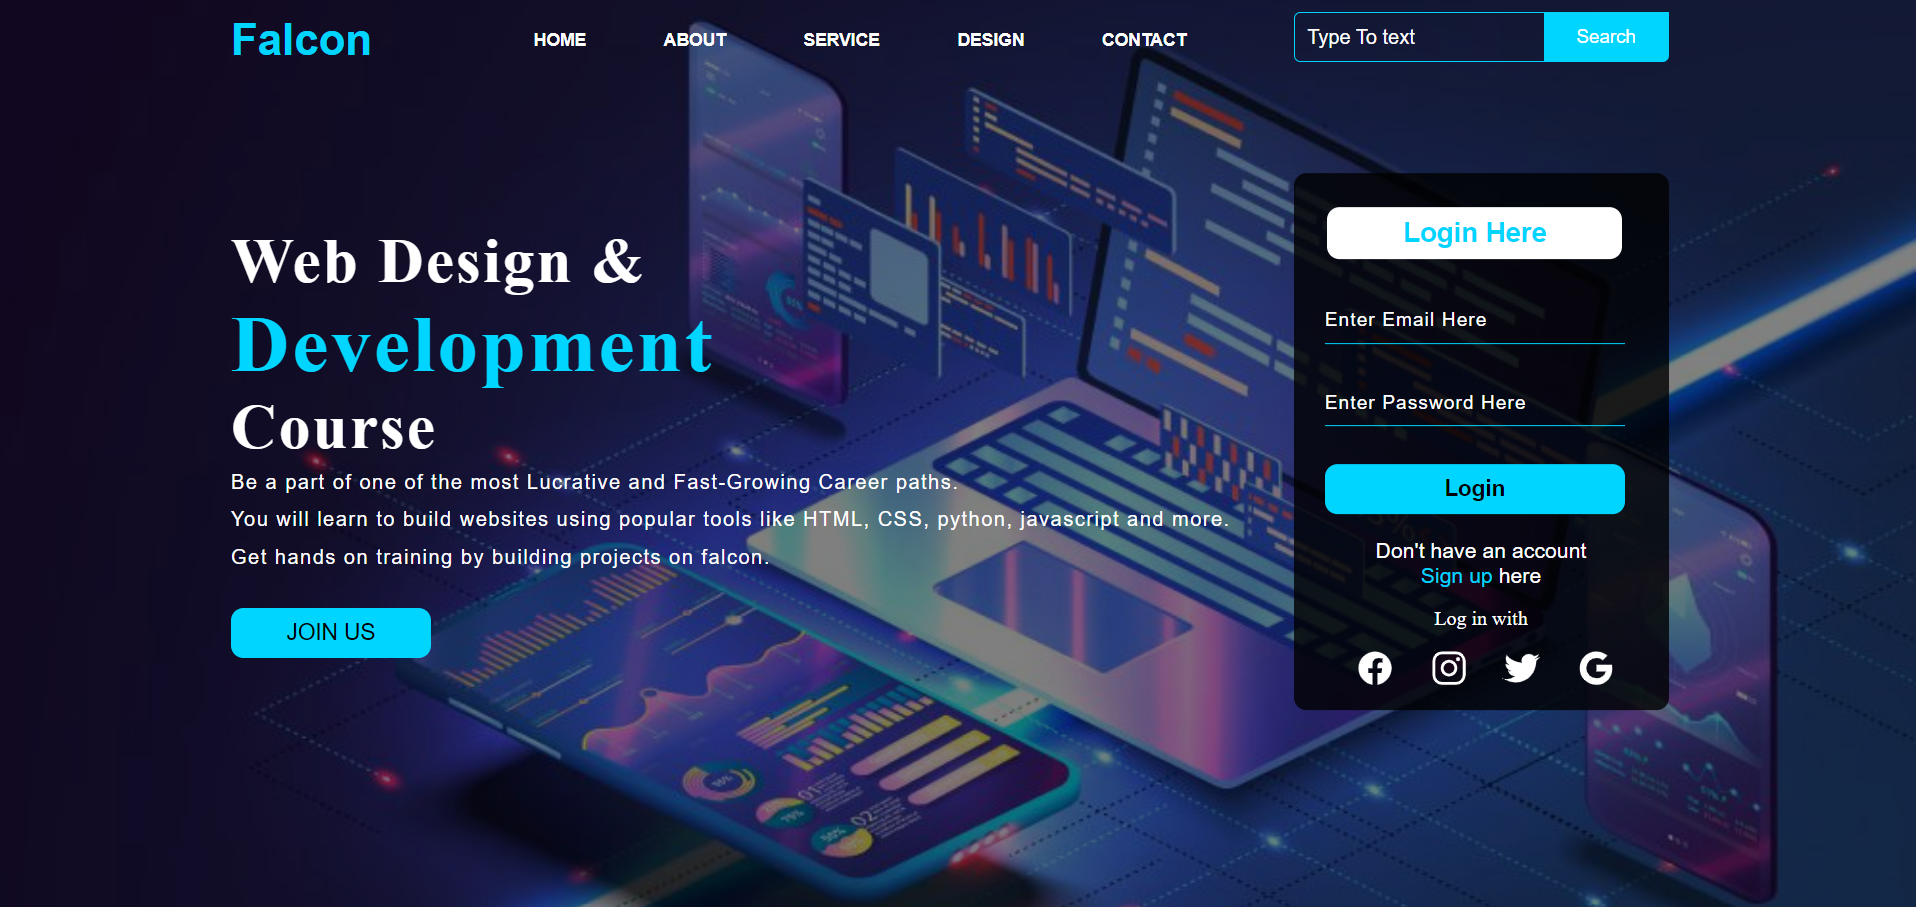 Falcon
HOME ABOUT SERVICE DESIGN CONTACT
Type To text Search
Web Design &
Development
Course
Be a part of one of the most Lucrative and Fast-Growing Career paths.
You will learn to build websites using popular tools like HTML, CSS, python, javascript and more.
Get hands on training by building projects on falcon.
JOIN US
Login Here
Enter Email Here
Enter Password Here
Login
Don't have an account
Sign up here
Log in with
01
02